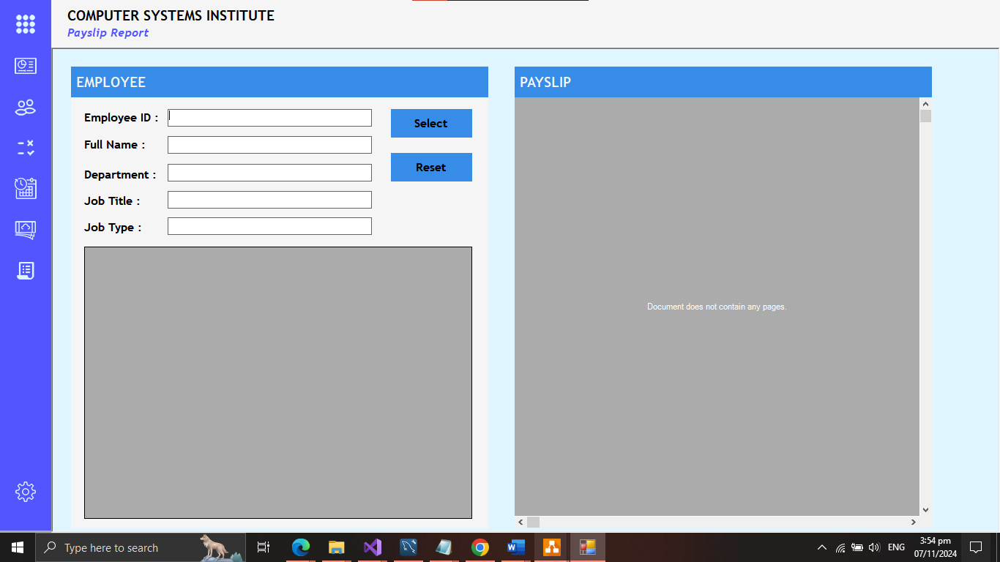 COMPUTER SYSTEMS INSTITUTE
Payslip Report
EMPLOYEE
Employee ID :
Select
Full Name :
Reset
Department :
Job Title :
Job Type :
PAYSLIP
Document does not contain any pages.
Type here to search
ENG
3:54 pm
07/11/2024